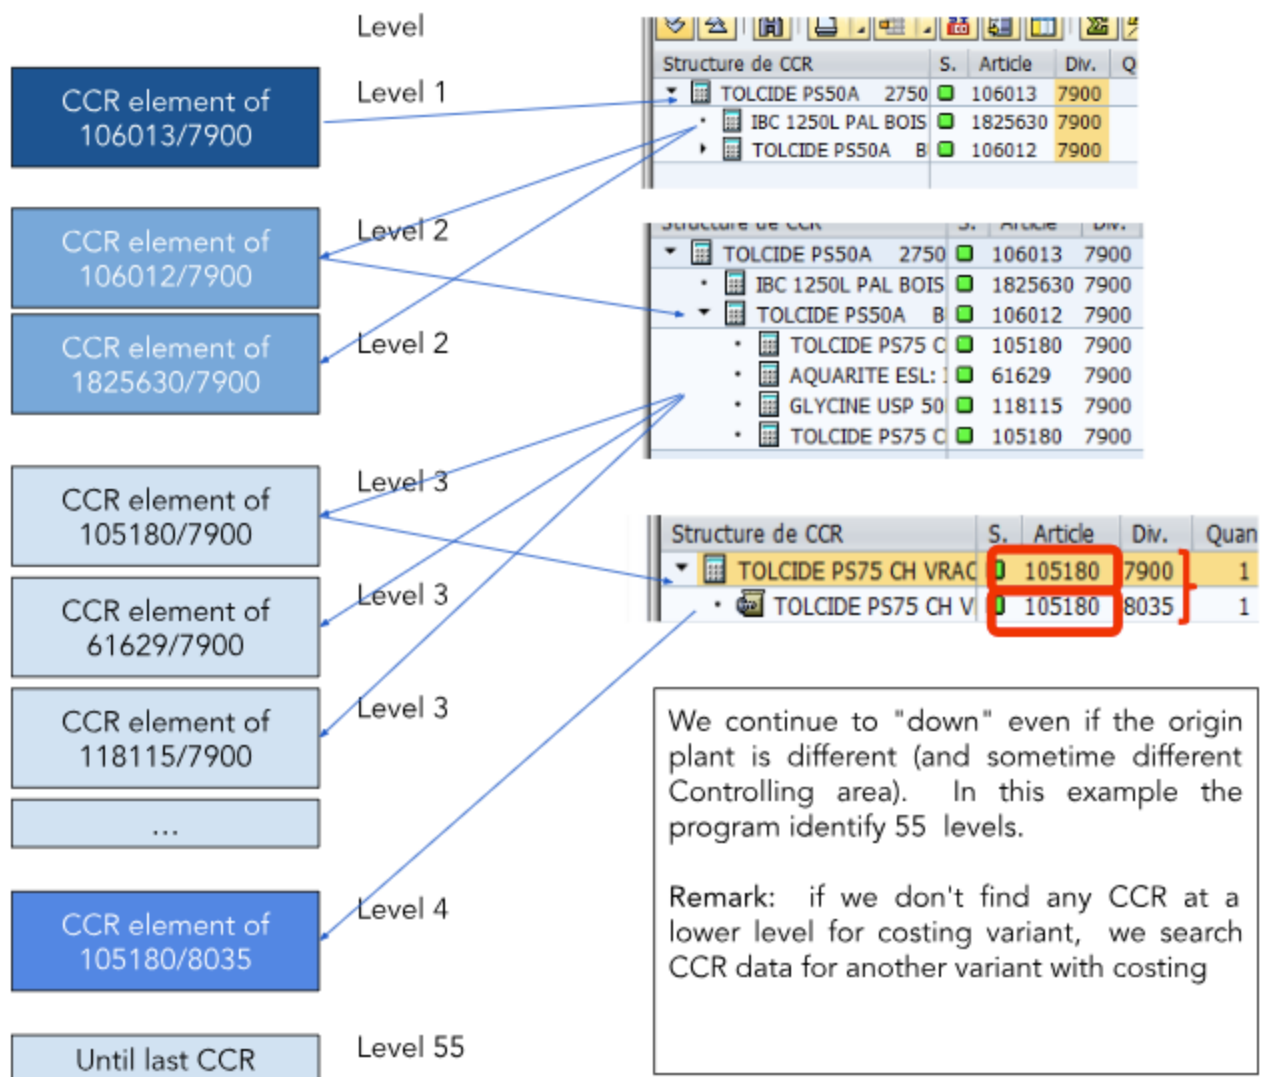 Level
CCR element of
106013/7900
Level 1
CCR element of
106012/7900
Level 2
CCR element of
1825630/7900
Level 2
CCR element of
105180/7900
Level 3
CCR element of
61629/7900
Level 3
CCR element of
118115/7900
Level 3
...
CCR element of
105180/8035
Level 4
Until last CCR
Level 55
Structure de CCR S. Article Div. Q
TOLCIDE PS50A 2750 106013 7900
IBC 1250L PAL BOIS 1825630 7900
TOLCIDE PS50A B 106012 7900
Structure de CCR S. Article Div.
TOLCIDE PS50A 2750 106013 7900
IBC 1250L PAL BOIS 1825630 7900
TOLCIDE PS50A B 106012 7900
TOLCIDE PS75 C 105180 7900
AQUARITE ESL: 61629 7900
GLYCINE USP 50 118115 7900
TOLCIDE PS75 C 105180 7900
Structure de CCR S. Article Div. Quan
TOLCIDE PS75 CH VRAC 105180 7900 1
TOLCIDE PS75 CH V 105180 8035 1
We continue to "down" even if the origin
plant is different (and sometime different
Controlling area). In this example the
program identify 55 levels.
Remark: if we don't find any CCR at a
lower level for costing variant, we search
CCR data for another variant with costing